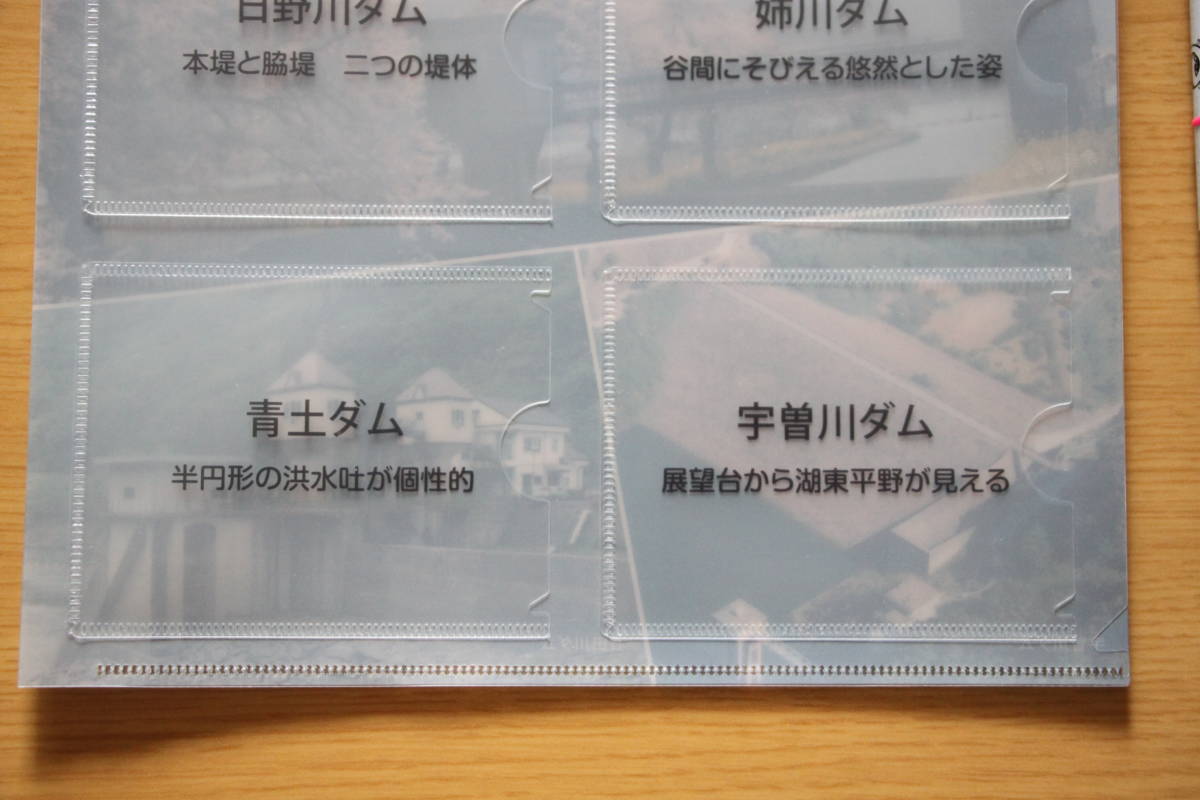 日野川ダム
本堤と脇堤　二つの堤体
姉川ダム
谷間にそびえる悠然とした姿
青土ダム
半円形の洪水吐が個性的
宇曽川ダム
展望台から湖東平野が見える